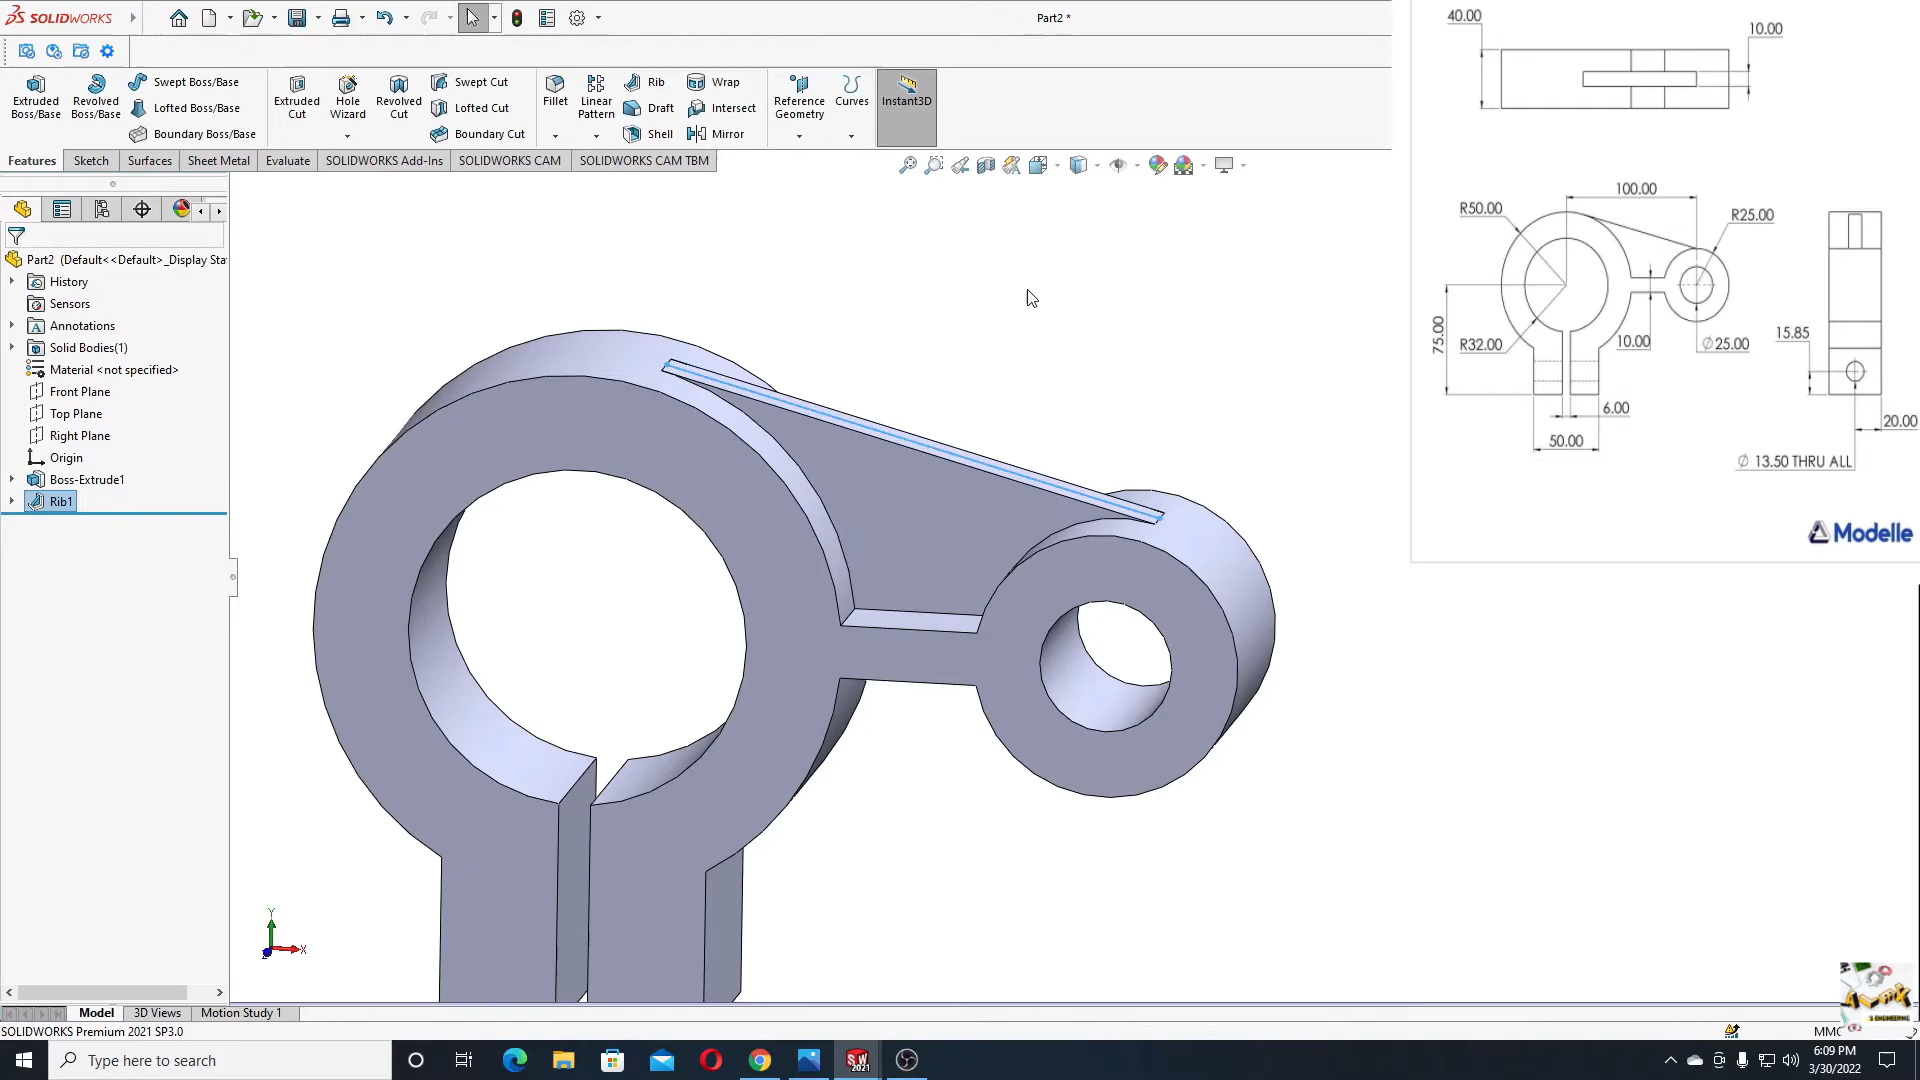 SOLIDWORKS
Part2 *
Extruded Boss/Base
Revolved Boss/Base
Swept Boss/Base
Lofted Boss/Base
Boundary Boss/Base
Extruded Cut
Hole Wizard
Revolved Cut
Swept Cut
Lofted Cut
Boundary Cut
Fillet
Linear Pattern
Rib
Draft
Shell
Wrap
Intersect
Mirror
Reference Geometry
Curves
Instant3D
Features
Sketch
Surfaces
Sheet Metal
Evaluate
SOLIDWORKS Add-Ins
SOLIDWORKS CAM
SOLIDWORKS CAM TBM
Part2 (Default<<Default>_Display Sta
History
Sensors
Annotations
Solid Bodies(1)
Material <not specified>
Front Plane
Top Plane
Right Plane
Origin
Boss-Extrude1
Rib1
40.00
10.00
100.00
R50.00
R25.00
75.00
R32.00
10.00
Ø25.00
15.85
6.00
20.00
50.00
Ø 13.50 THRU ALL
Modelle
Y
X
Z
Model
3D Views
Motion Study 1
SOLIDWORKS Premium 2021 SP3.0
Type here to search
SW
2021
6:09 PM
3/30/2022